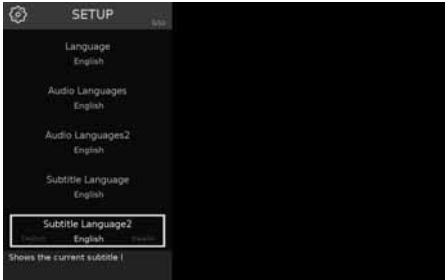 SETUP
Language
English
Audio Languages
English
Audio Languages2
English
Subtitle Language
English
Subtitle Language2
English
Shows the current subtitle l